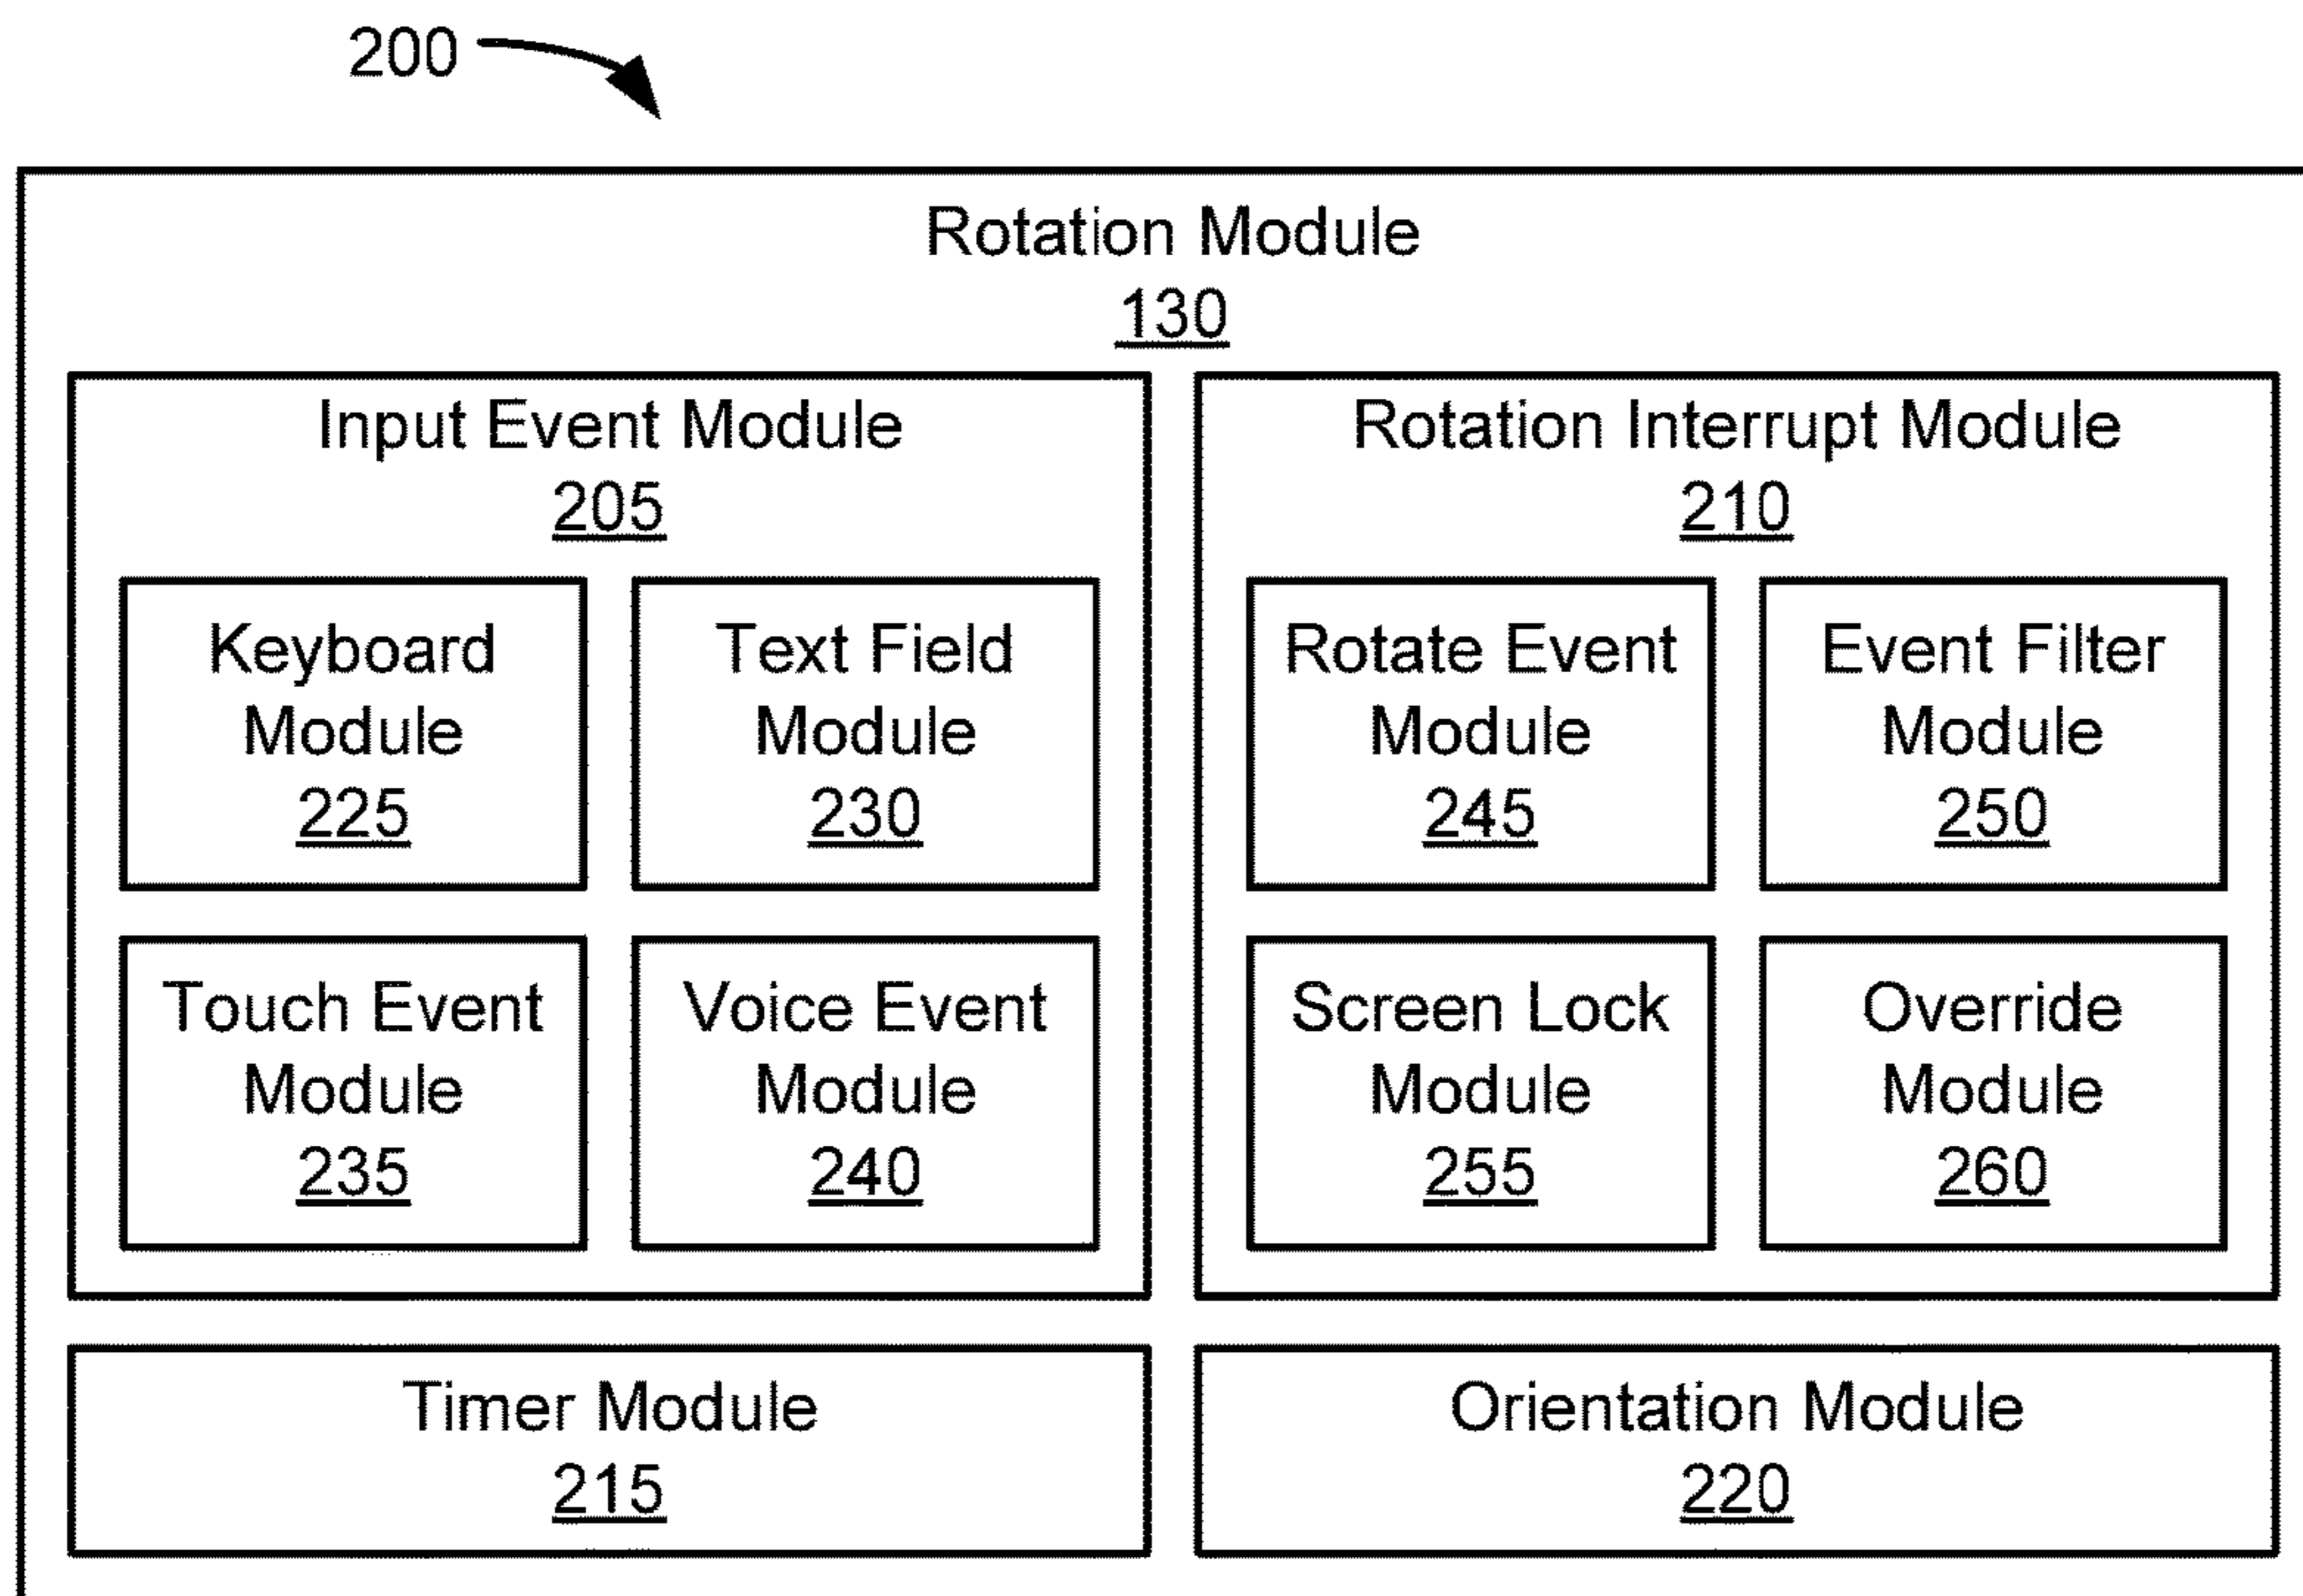 200
Rotation Module
130
Input Event Module
205
Keyboard
Module
225
Text Field
Module
230
Touch Event
Module
235
Voice Event
Module
240
Rotation Interrupt Module
210
Rotate Event
Module
245
Event Filter
Module
250
Screen Lock
Module
255
Override
Module
260
Timer Module
215
Orientation Module
220